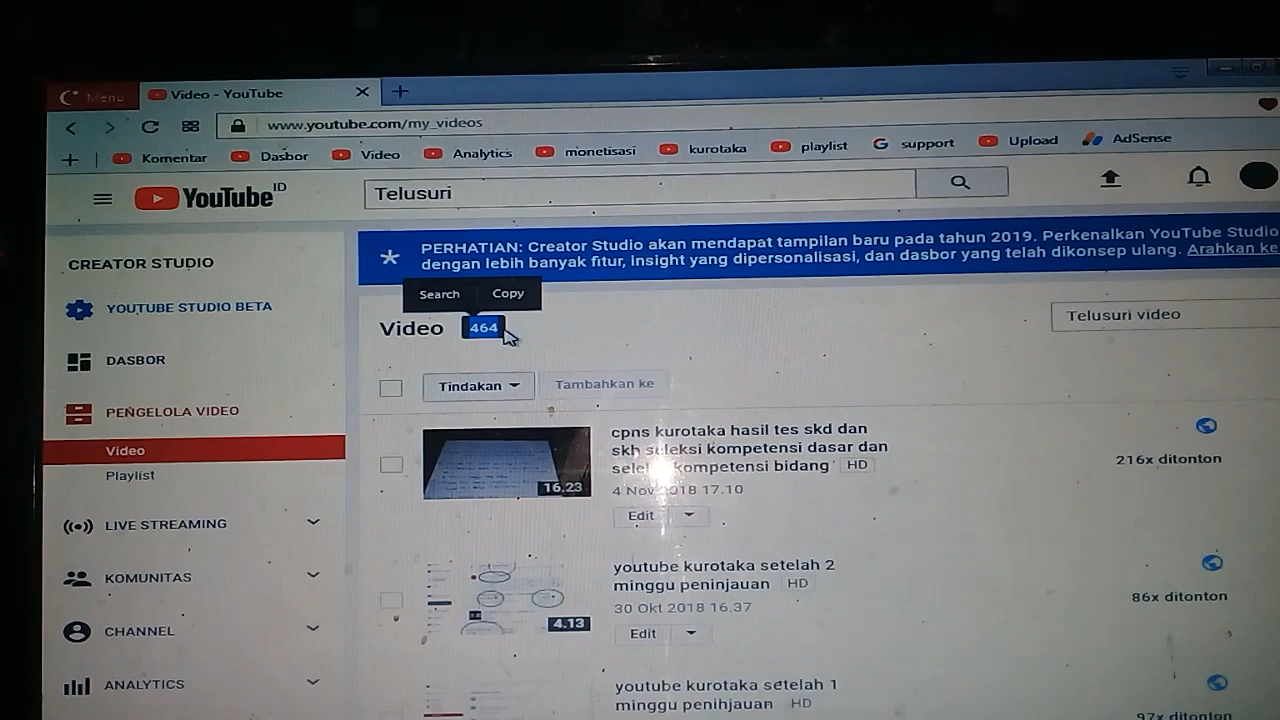 Menu
Video - YouTube
www.youtube.com/my_videos
Komentar Dasbor Video Analytics monetisasi kurotaka playlist support Upload AdSense
YouTube ID
Telusuri
CREATOR STUDIO
PERHATIAN: Creator Studio akan mendapat tampilan baru pada tahun 2019. Perkenalkan YouTube Studio
dengan lebih banyak fitur, insight yang dipersonalisasi, dan dasbor yang telah dikonsep ulang. Arahkan ke
YOUTUBE STUDIO BETA
DASBOR
PENGELOLA VIDEO
Video
Playlist
LIVE STREAMING
KOMUNITAS
CHANNEL
ANALYTICS
Search Copy
Video 464
Telusuri video
Tindakan Tambahkan ke
16.23
cpns kurotaka hasil tes skd dan
skb seleksi kompetensi dasar dan
seleksi kompetensi bidang HD
4 Nov 2018 17.10
Edit
216x ditonton
4.13
youtube kurotaka setelah 2
minggu peninjauan HD
30 Okt 2018 16.37
Edit
86x ditonton
youtube kurotaka setelah 1
minggu penihjauan HD
97x ditonton